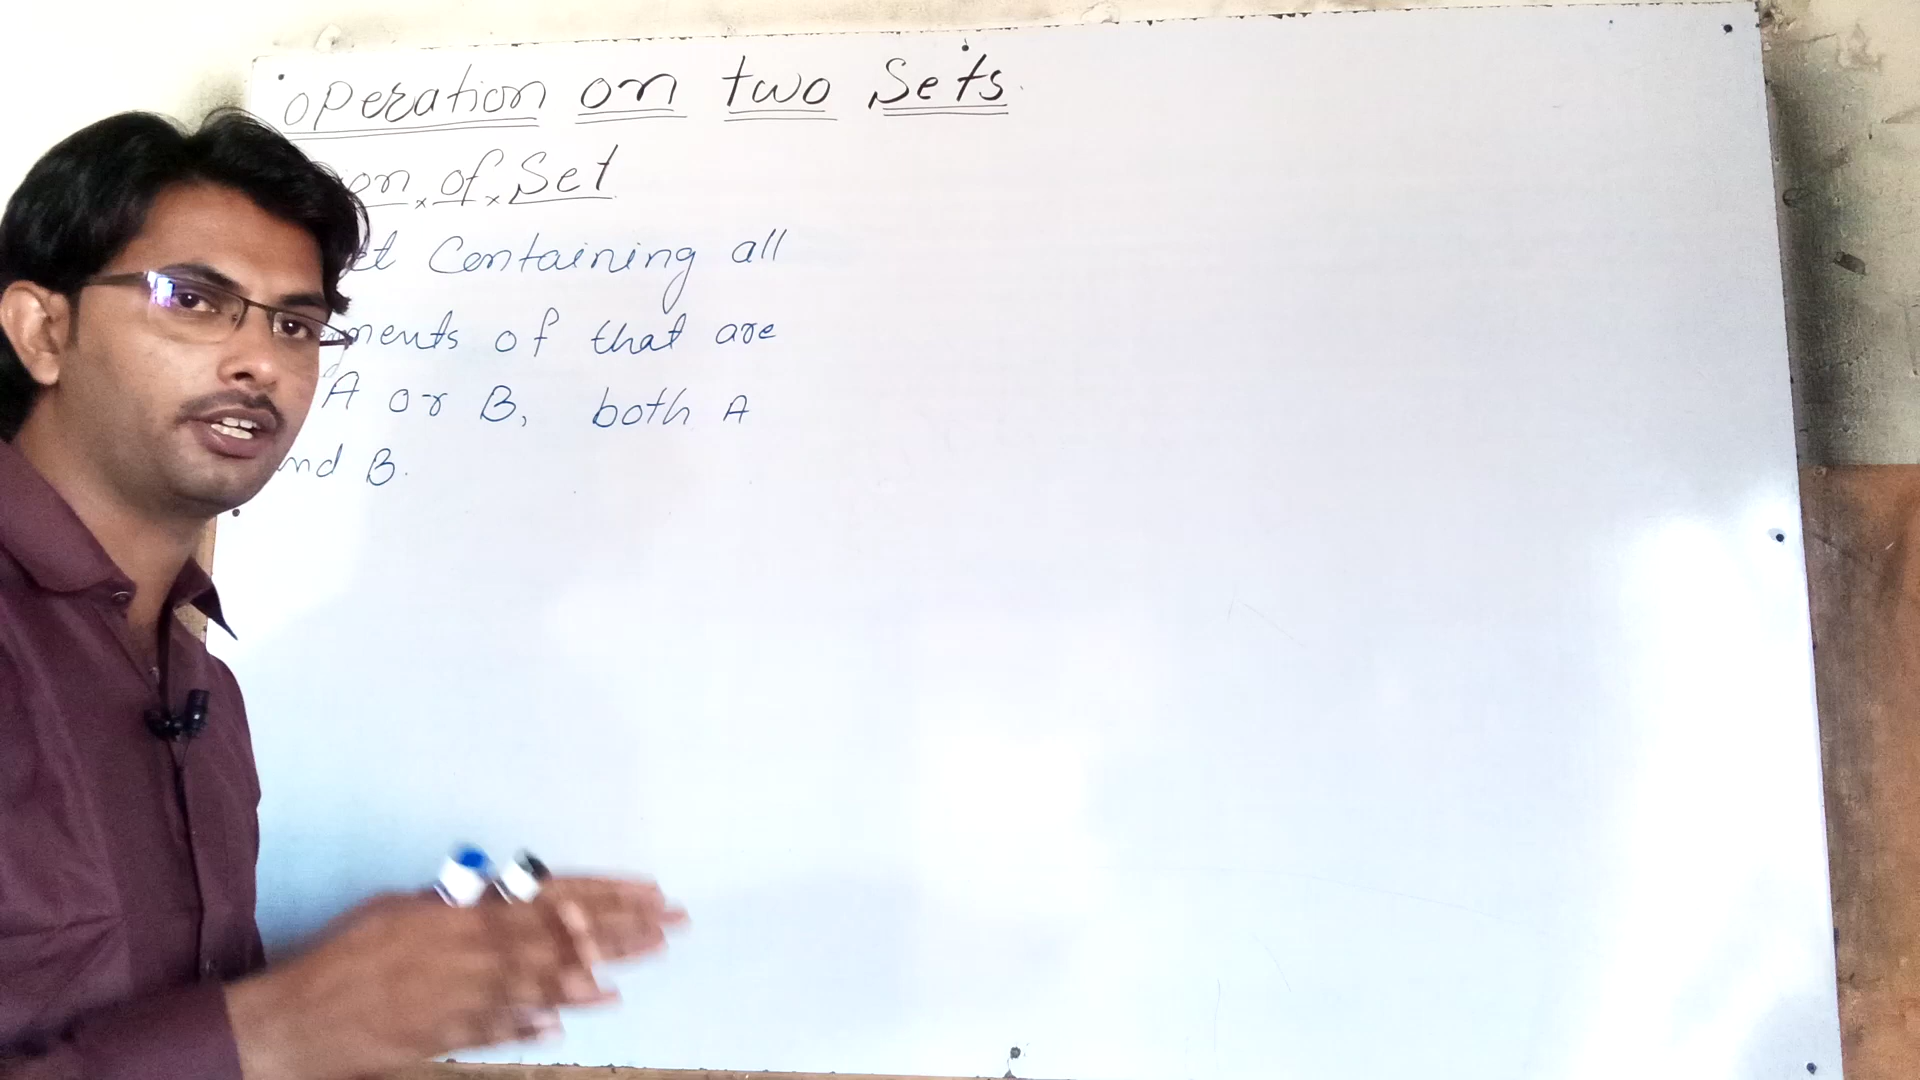 operation on two Sets
of Set
Containing all
of that are
A or B, both A
B.